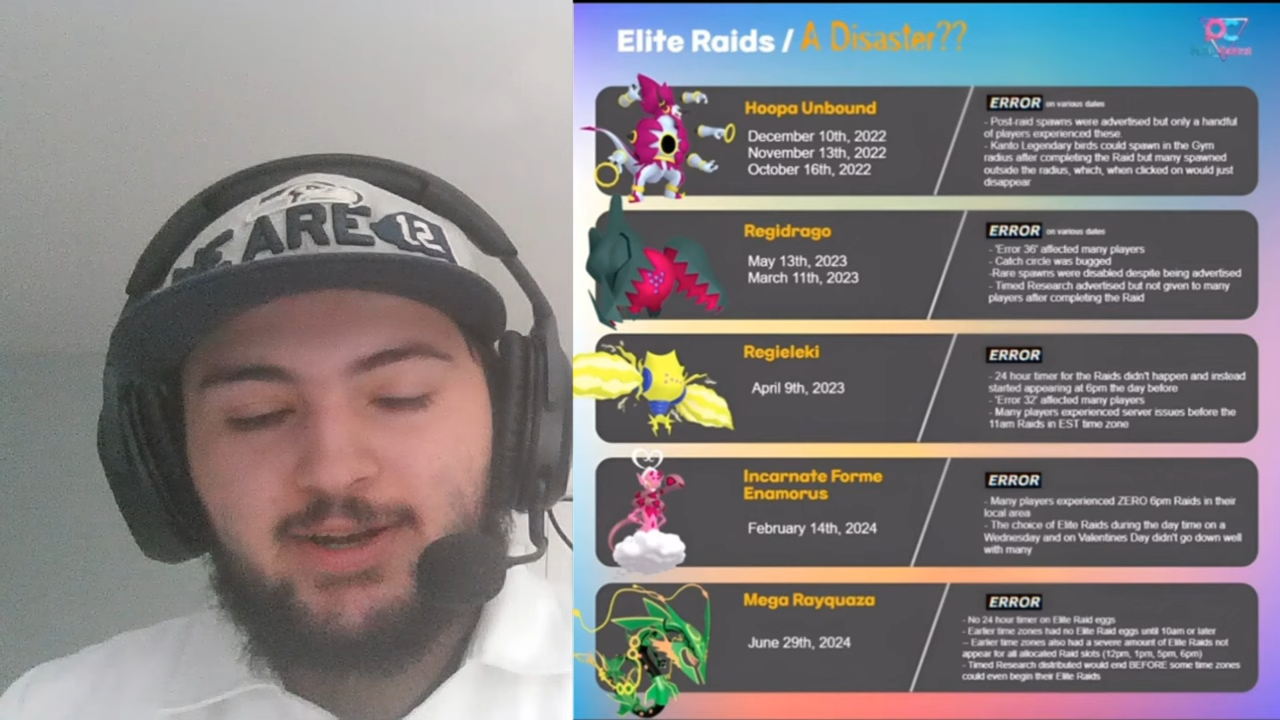 WE ARE 12
Elite Raids / A Disaster??
PC
Hoopa Unbound
December 10th, 2022
November 13th, 2022
October 16th, 2022
ERROR on various dates
- Post-raid spawns were advertised but only a handful
of players experienced these.
- Kanto Legendary birds could spawn in the Gym
radius after completing the Raid but many spawned
outside the radius, which, when clicked on would just
disappear
Regidrago
May 13th, 2023
March 11th, 2023
ERROR on various dates
- 'Error 36' affected many players
- Catch circle was bugged
-Rare spawns were disabled despite being advertised
- Timed Research advertised but not given to many
players after completing the Raid
Regieleki
April 9th, 2023
ERROR
- 24 hour timer for the Raids didn't happen and instead
started appearing at 6pm the day before
- 'Error 32' affected many players
- Many players experienced server issues before the
11am Raids in EST time zone
Incarnate Forme
Enamorus
February 14th, 2024
ERROR
- Many players experienced ZERO 6pm Raids in their
local area
- The choice of Elite Raids during the day time on a
Wednesday and on Valentines Day didn't go down well
with many
Mega Rayquaza
June 29th, 2024
ERROR
- No 24 hour timer on Elite Raid eggs
- Earlier time zones had no Elite Raid eggs until 10am or later
-- Earlier time zones also had a severe amount of Elite Raids not
appear for all allocated Raid slots (12pm, 1pm, 5pm, 6pm)
- Timed Research distributed would end BEFORE some time zones
could even begin their Elite Raids